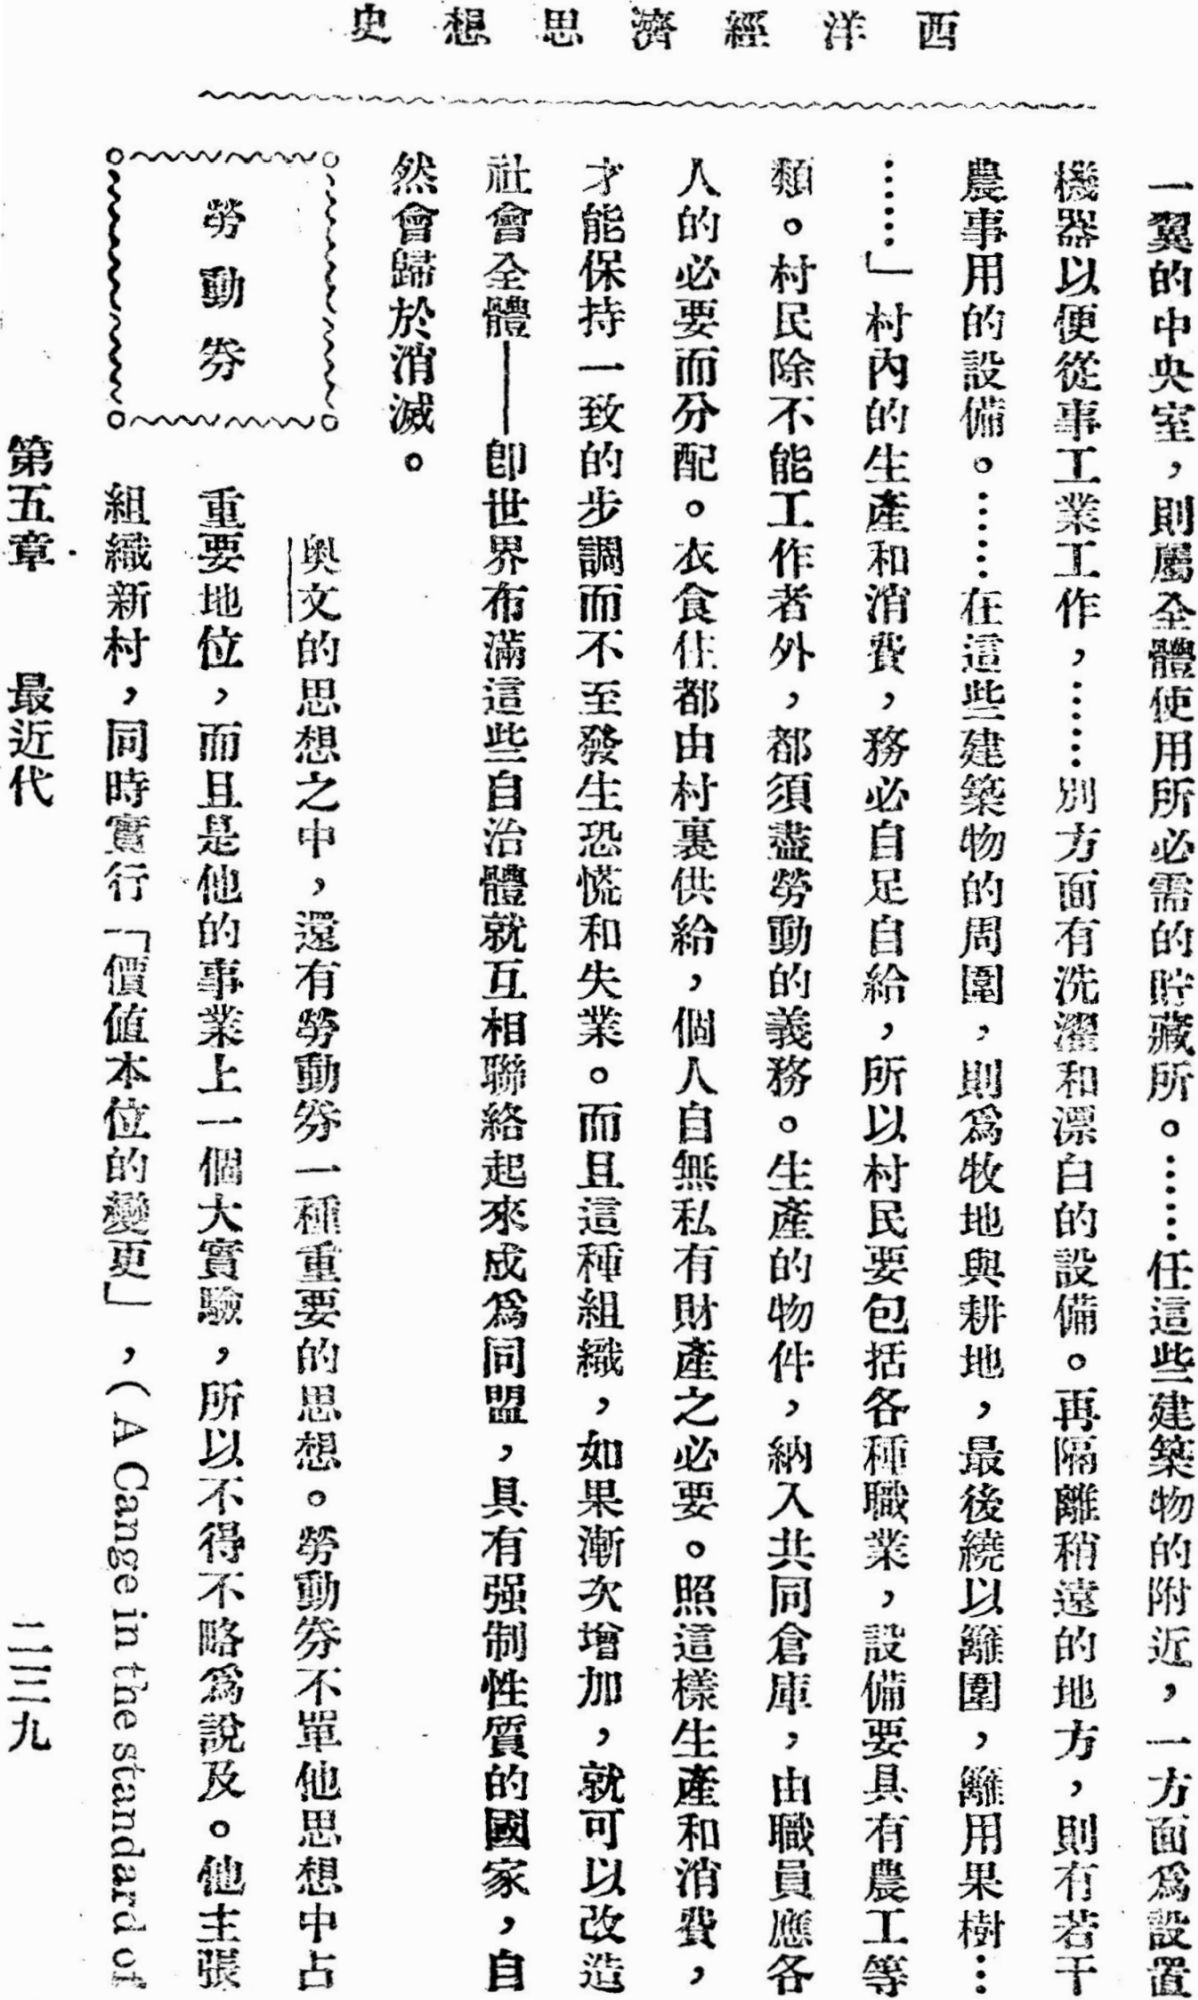 西洋經濟思想史
一翼的中央室，則屬全體使用所必需的貯藏所。……任這些建築物的附近，一方面爲設置
機器以便從事工業工作，……別方面有洗濯和漂白的設備。再隔離稍遠的地方，則有若干
農事用的設備。……在這些建築物的周圍，則爲牧地與耕地，最後繞以籬圍，籬用果樹…
……」村內的生產和消費，務必自足自給，所以村民要包括各種職業，設備要具有農工等
類。村民除不能工作者外，都須盡勞動的義務。生產的物件，納入共同倉庫，由職員應各
人的必要而分配。衣食住都由村裏供給，個人自無私有財產之必要。照這樣生產和消費，
才能保持一致的步調而不至發生恐慌和失業。而且這種組織，如果漸次增加，就可以改造
社會全體——卽世界布滿這些自治體就互相聯絡起來成爲同盟，具有强制性質的國家，自
然會歸於消滅。
勞動券
奧文的思想之中，還有勞動券一種重要的思想。勞動券不單他思想中占
重要地位，而且是他的事業上一個大實驗，所以不得不略爲說及。他主張
組織新村，同時實行「價值本位的變更」，（A Cange in the standard of
第五章 最近代
二三九